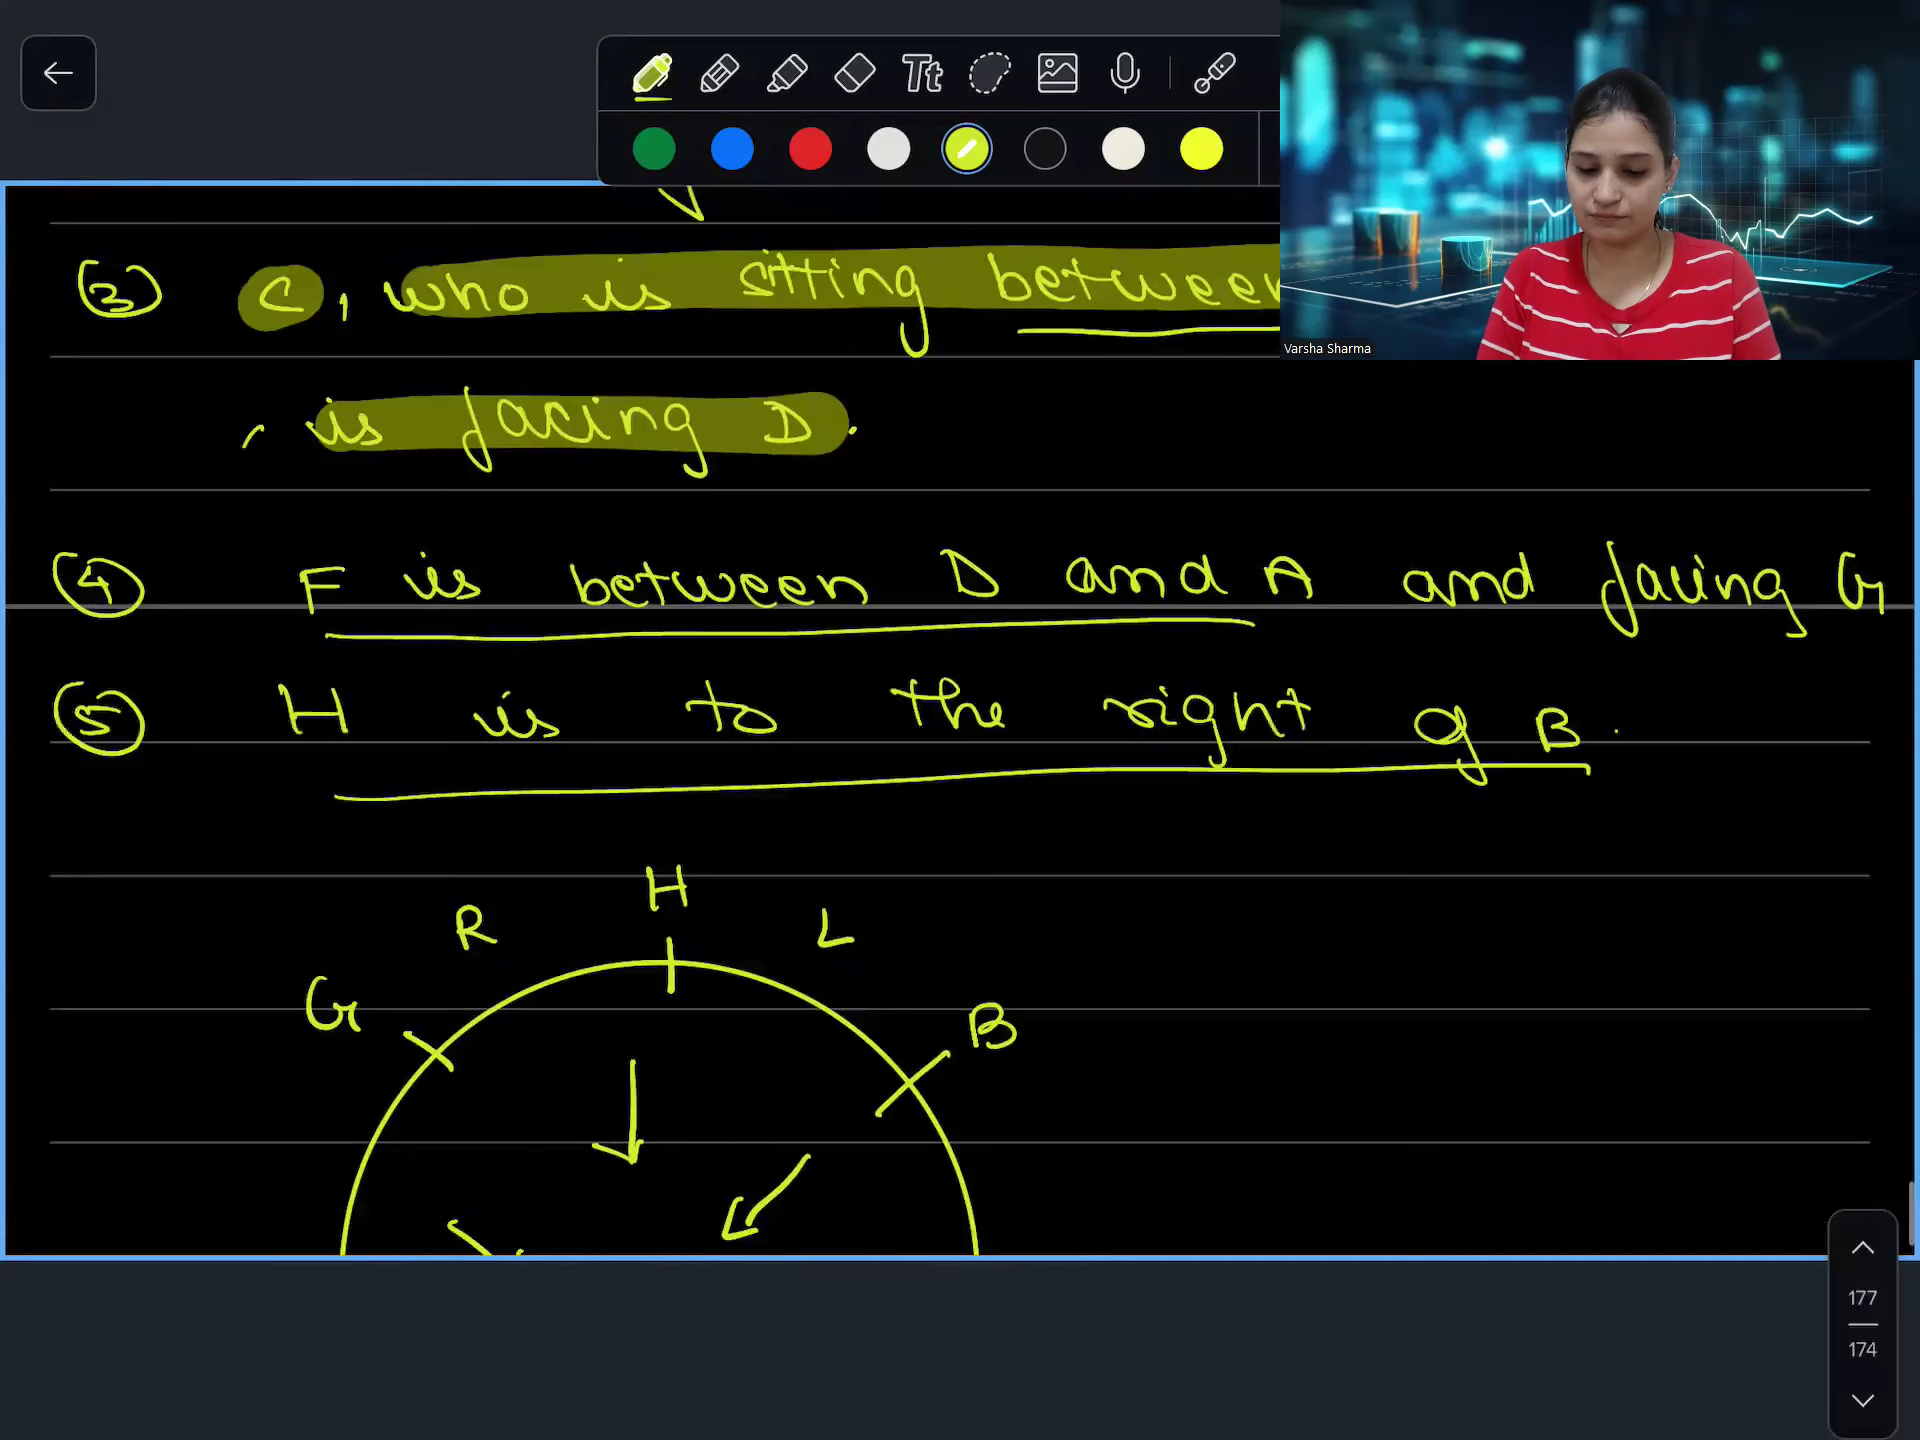 Tt
(3) C, who is sitting between
is facing D.
Varsha Sharma
(4) F is between D and A and facing G
(5) H is to the right of B.
H
R L
G B
177
174